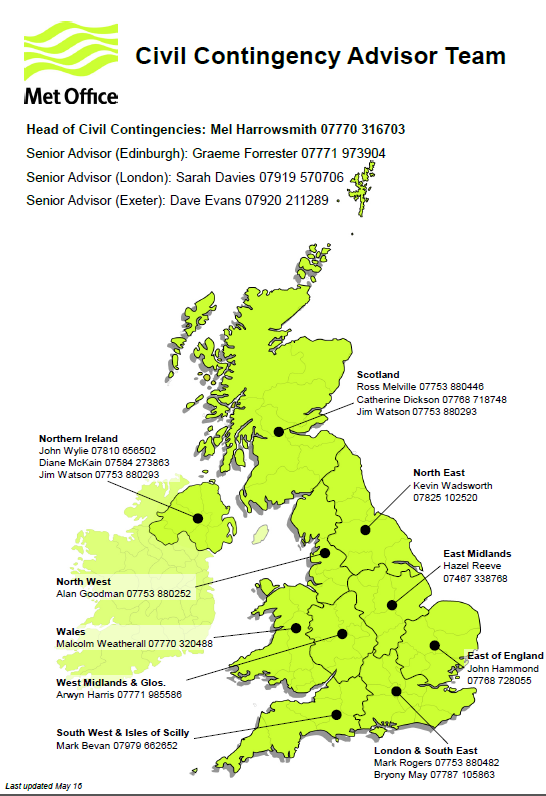 Civil Contingency Advisor Team
Met Office
Head of Civil Contingencies: Mel Harrowsmith 07770 316703
Senior Advisor (Edinburgh): Graeme Forrester 07771 973904
Senior Advisor (London): Sarah Davies 07919 570706
Senior Advisor (Exeter): Dave Evans 07920 211289
Scotland
Ross Melville 07753 880446
Catherine Dickson 07768 718748
Jim Watson 07753 880293
Northern Ireland
John Wylie 07810 656502
Diane McKain 07584 273863
Jim Watson 07753 880293
North East
Kevin Wadsworth
07825 102520
East Midlands
Hazel Reeve
07467 338768
North West
Alan Goodman 07753 880252
Wales
Malcolm Weatherall 07770 320488
East of England
John Hammond
07768 728055
West Midlands & Glos.
Arwyn Harris 07771 985586
South West & Isles of Scilly
Mark Bevan 07979 662652
London & South East
Mark Rogers 07753 880482
Bryony May 07787 105863
Last updated May 16